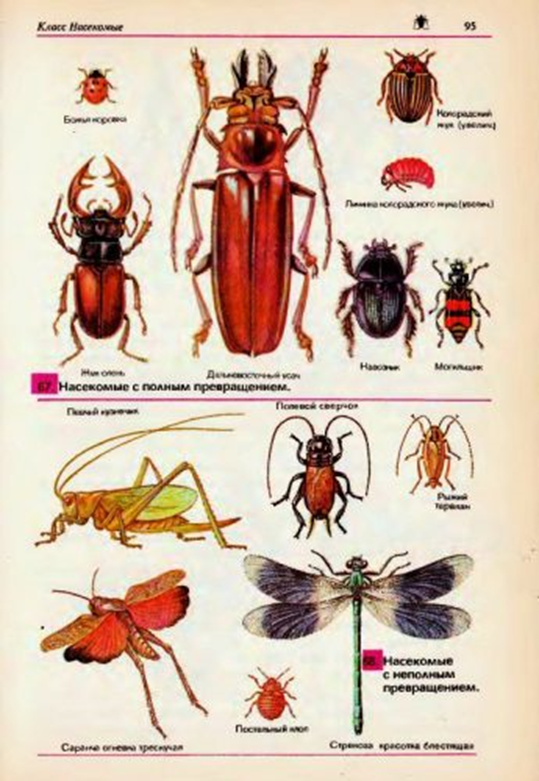 Класс Насекомые
95
Божья коровка
Колорадский
жук (увелич)
Личинка колорадского жука (увелич.)
Жук олень
Дальневосточный усач
Навозник
Могильщик
67. Насекомые с полным превращением.
Певчий кузнечик
Полевой сверчок
Рыжий
таракан
68. Насекомые
с неполным
превращением.
Постельный клоп
Саранча огневка трескучая
Стрекоза красотка блестящая